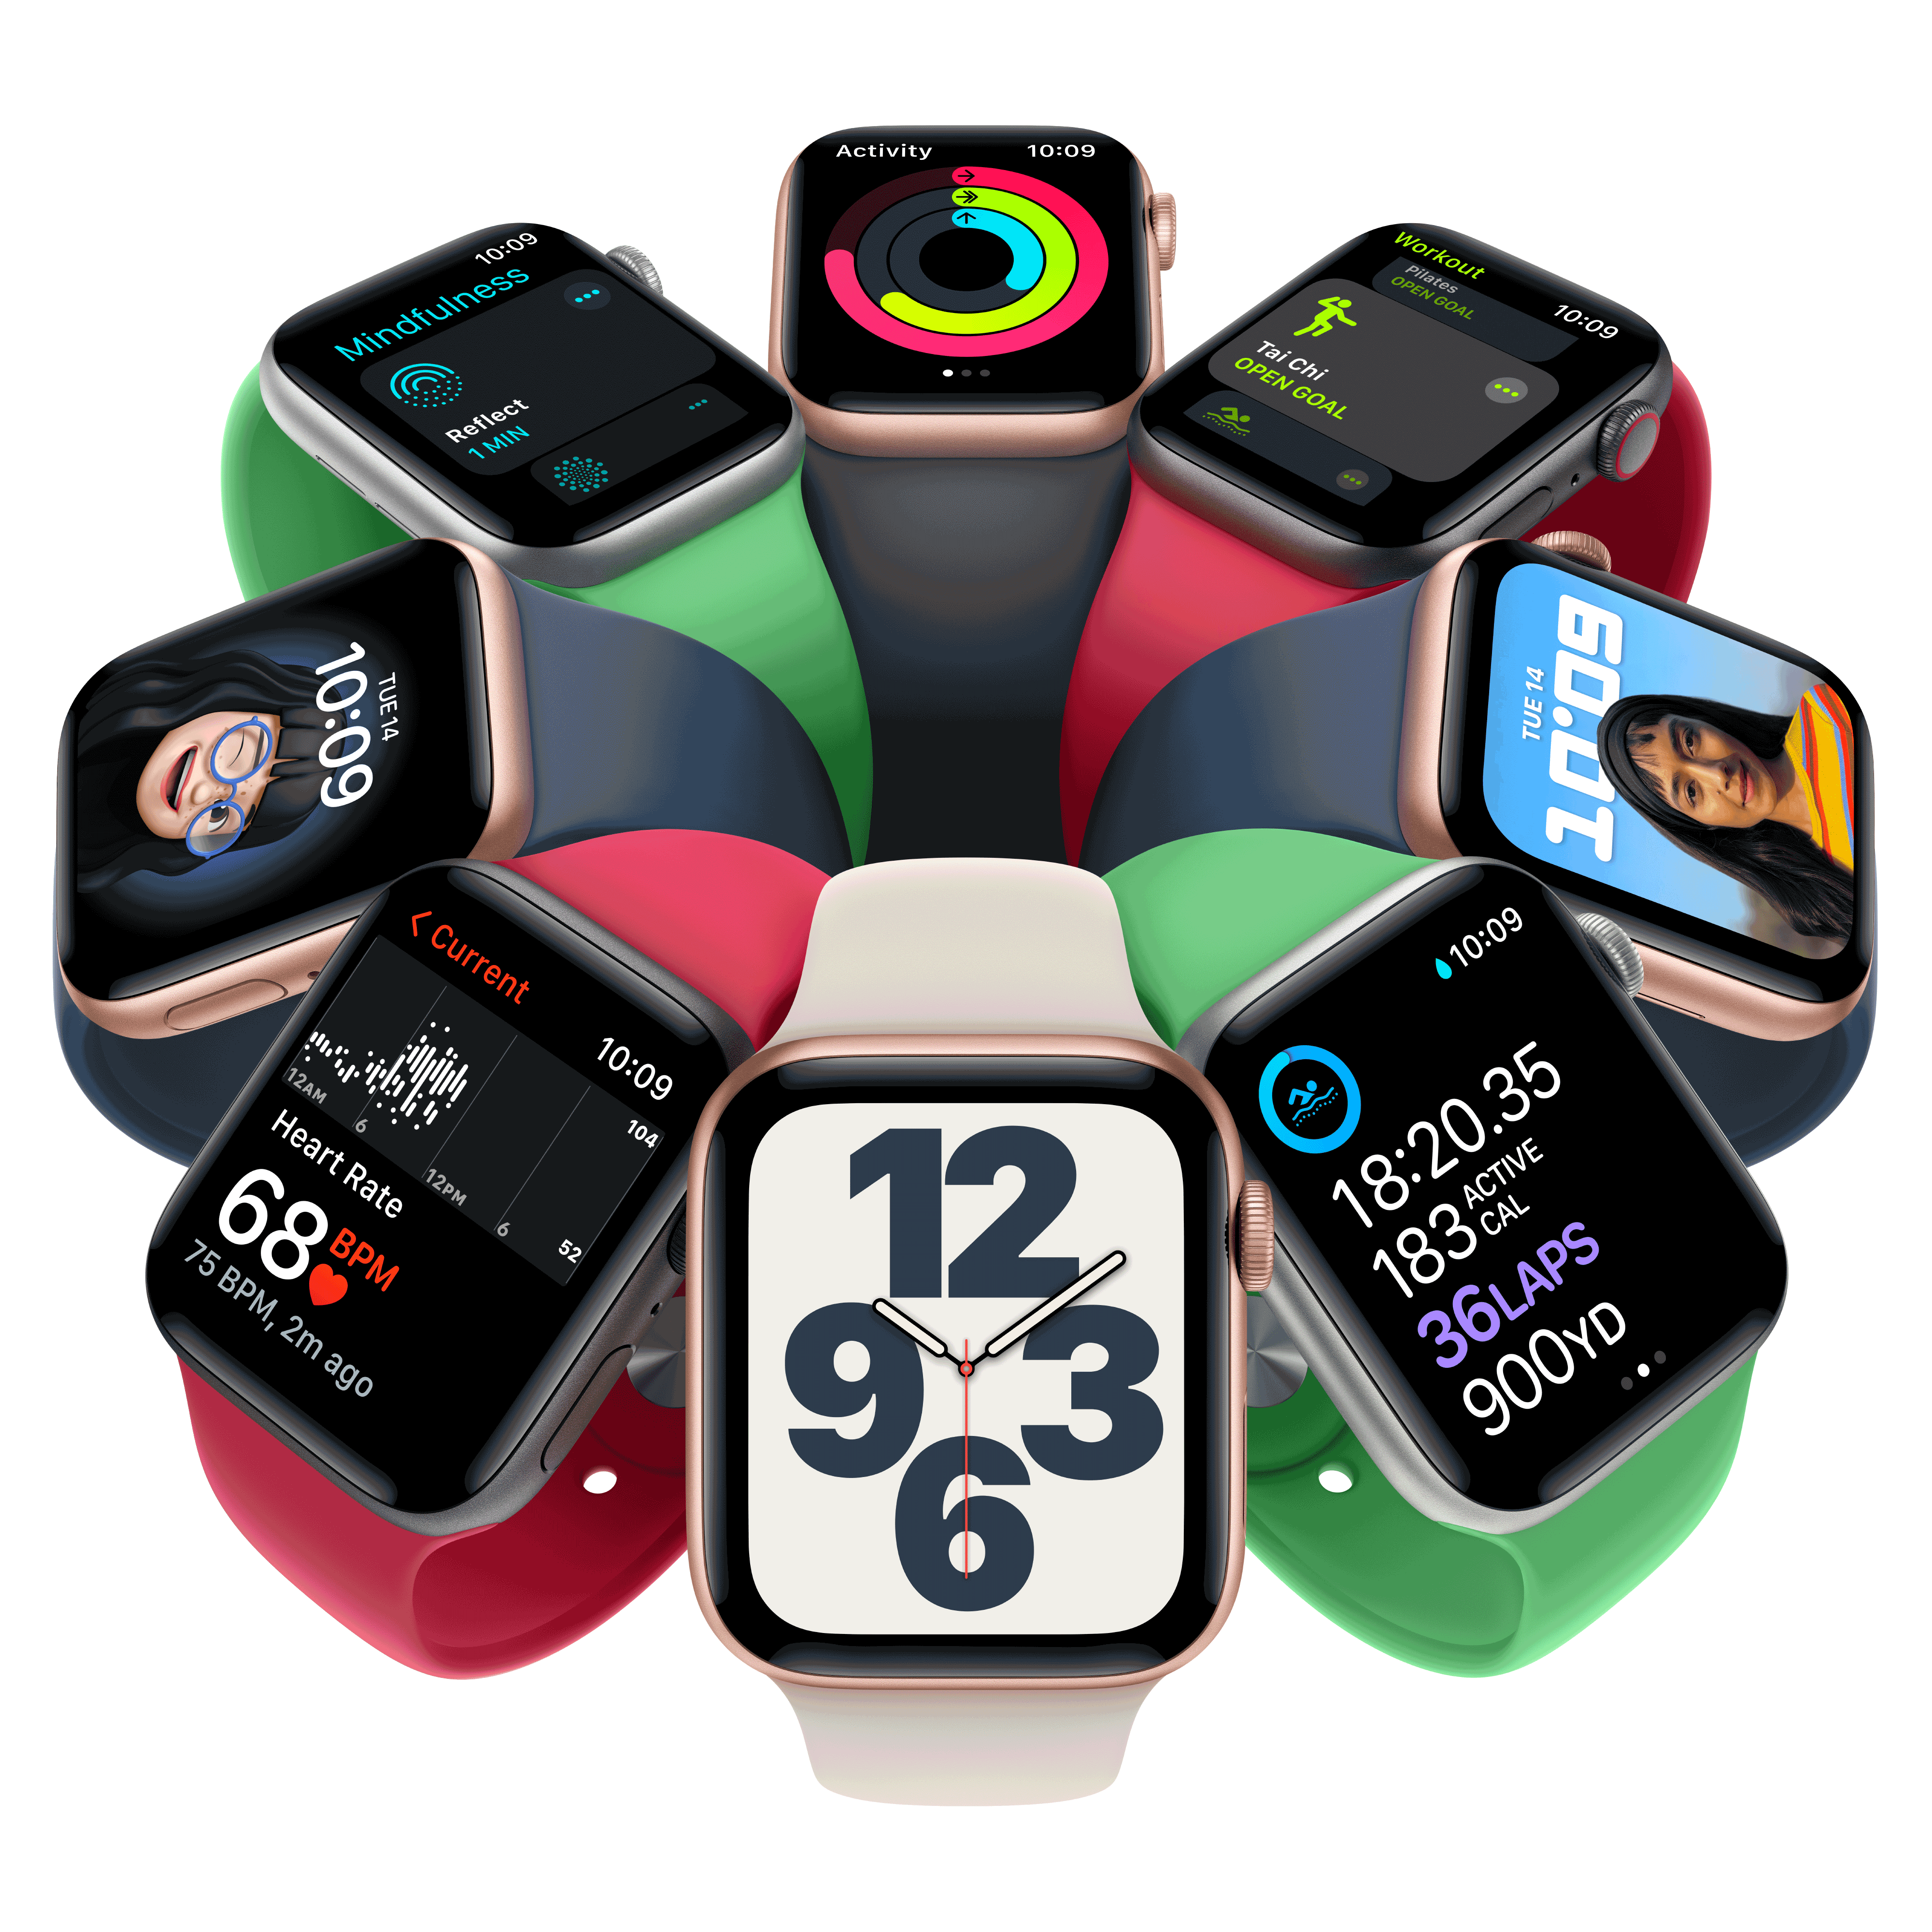 Activity 10:09
10:09
Mindfulness
Reflect
1 MIN
Workout
Pilates
OPEN GOAL
10:09
Tai Chi
OPEN GOAL
TUE 14
10:09
TUE 14
10:09
Current
10:09
104
52
12AM
6
12PM
6
Heart Rate
68 BPM
75 BPM, 2m ago
12
9
3
6
10:09
18:20.35
183 ACTIVE
CAL
36LAPS
900YD